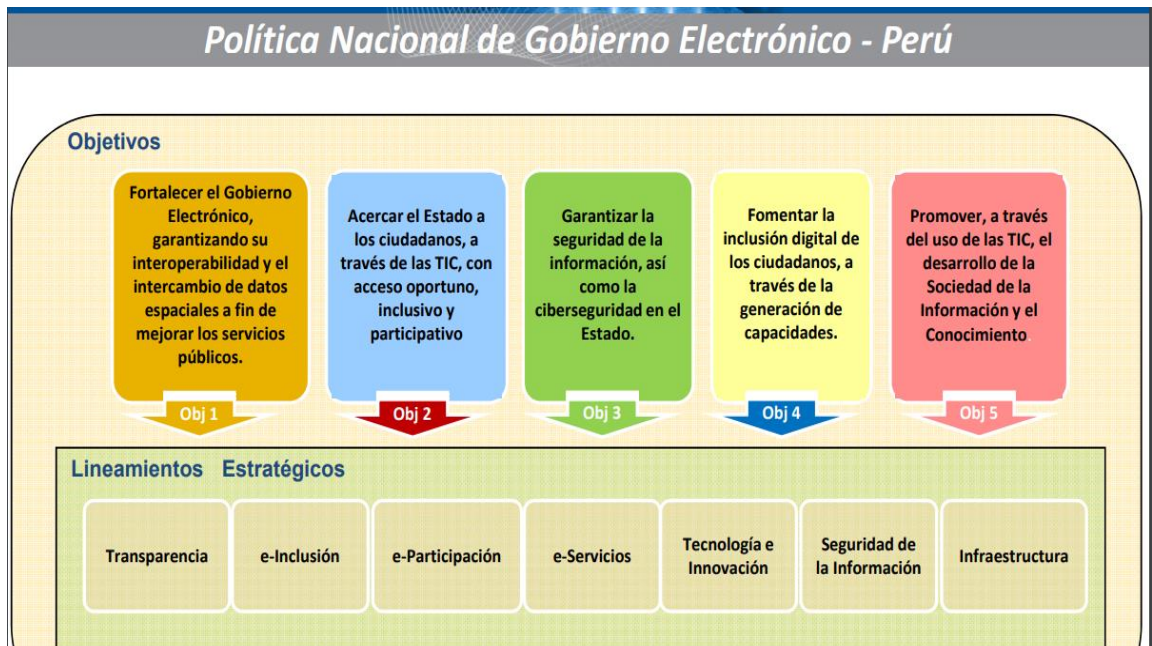 Política Nacional de Gobierno Electrónico - Perú
Objetivos
Fortalecer el Gobierno
Electrónico,
garantizando su
interoperabilidad y el
intercambio de datos
espaciales a fin de
mejorar los servicios
públicos.
Obj 1
Acercar el Estado a
los ciudadanos, a
través de las TIC, con
acceso oportuno,
inclusivo y
participativo
Obj 2
Garantizar la
seguridad de la
información, así
como la
ciberseguridad en el
Estado.
Obj 3
Fomentar la
inclusión digital de
los ciudadanos, a
través de la
generación de
capacidades.
Obj 4
Promover, a través
del uso de las TIC, el
desarrollo de la
Sociedad de la
Información y el
Conocimiento.
Obj 5
Lineamientos Estratégicos
Transparencia
e-Inclusión
e-Participación
e-Servicios
Tecnología e
Innovación
Seguridad de
la Información
Infraestructura